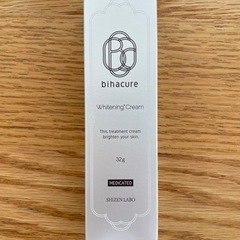 bihacure
Whitening*Cream
This treatment cream
brighten your skin.
32g
MEDICATED
SHIZEN LABO